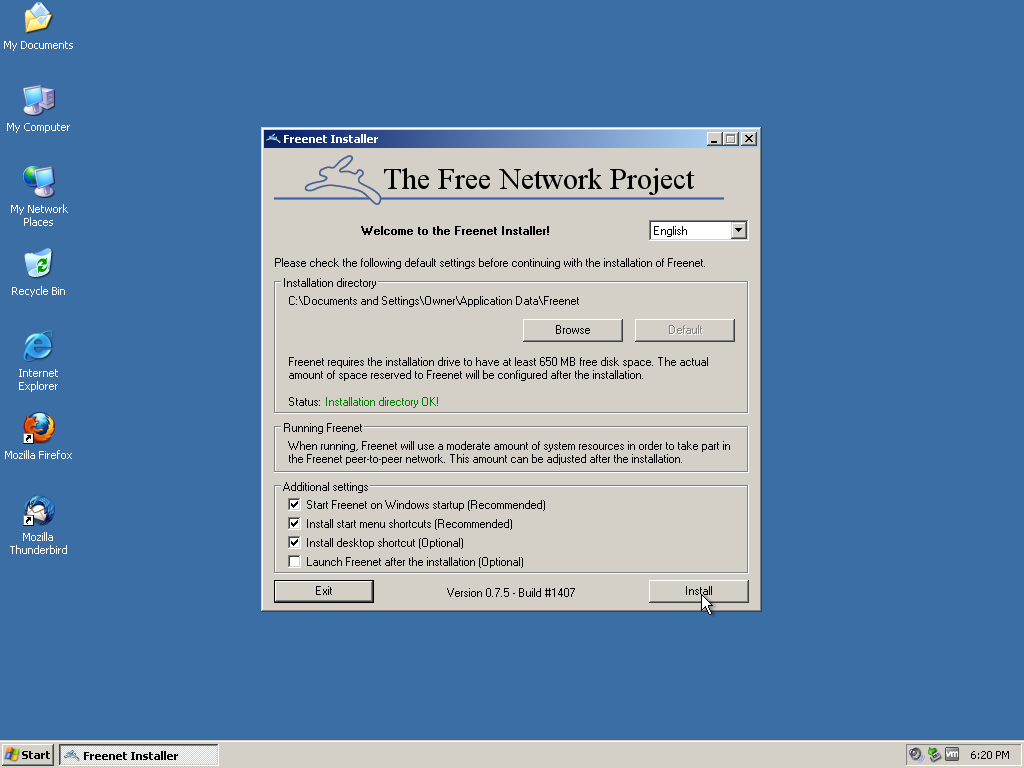 My Documents
My Computer
My Network
Places
Recycle Bin
Internet
Explorer
Mozilla Firefox
Mozilla
Thunderbird
Freenet Installer
The Free Network Project
Welcome to the Freenet Installer!
English
Please check the following default settings before continuing with the installation of Freenet.
Installation directory
C:\Documents and Settings\Owner\Application Data\Freenet
Browse
Default
Freenet requires the installation drive to have at least 650 MB free disk space. The actual
amount of space reserved to Freenet will be configured after the installation.
Status: Installation directory OK!
Running Freenet
When running, Freenet will use a moderate amount of system resources in order to take part in
the Freenet peer-to-peer network. This amount can be adjusted after the installation.
Additional settings
Start Freenet on Windows startup (Recommended)
Install start menu shortcuts (Recommended)
Install desktop shortcut (Optional)
Launch Freenet after the installation (Optional)
Exit
Version 0.7.5 - Build #1407
Install
Start
Freenet Installer
vm
6:20 PM